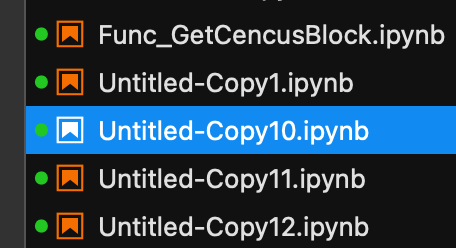 Func_GetCencusBlock.ipynb
Untitled-Copy1.ipynb
Untitled-Copy10.ipynb
Untitled-Copy11.ipynb
Untitled-Copy12.ipynb